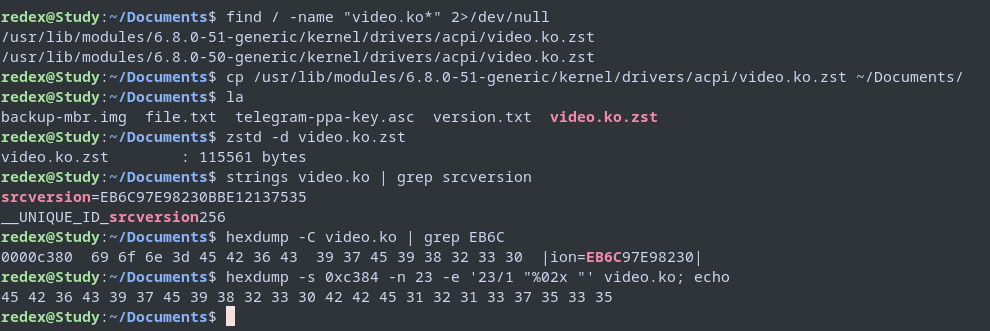 redex@Study:~/Documents$ find / -name "video.ko*" 2>/dev/null
/usr/lib/modules/6.8.0-51-generic/kernel/drivers/acpi/video.ko.zst
/usr/lib/modules/6.8.0-50-generic/kernel/drivers/acpi/video.ko.zst
redex@Study:~/Documents$ cp /usr/lib/modules/6.8.0-51-generic/kernel/drivers/acpi/video.ko.zst ~/Documents/
redex@Study:~/Documents$ la
backup-mbr.img  file.txt  telegram-ppa-key.asc  version.txt  video.ko.zst
redex@Study:~/Documents$ zstd -d video.ko.zst
video.ko.zst        : 115561 bytes
redex@Study:~/Documents$ strings video.ko | grep srcversion
srcversion=EB6C97E98230BBE12137535
__UNIQUE_ID_srcversion256
redex@Study:~/Documents$ hexdump -C video.ko | grep EB6C
0000c380  69 6f 6e 3d 45 42 36 43  39 37 45 39 38 32 33 30  |ion=EB6C97E98230|
redex@Study:~/Documents$ hexdump -s 0xc384 -n 23 -e '23/1 "%02x "' video.ko; echo
45 42 36 43 39 37 45 39 38 32 33 30 42 42 45 31 32 31 33 37 35 33 35
redex@Study:~/Documents$